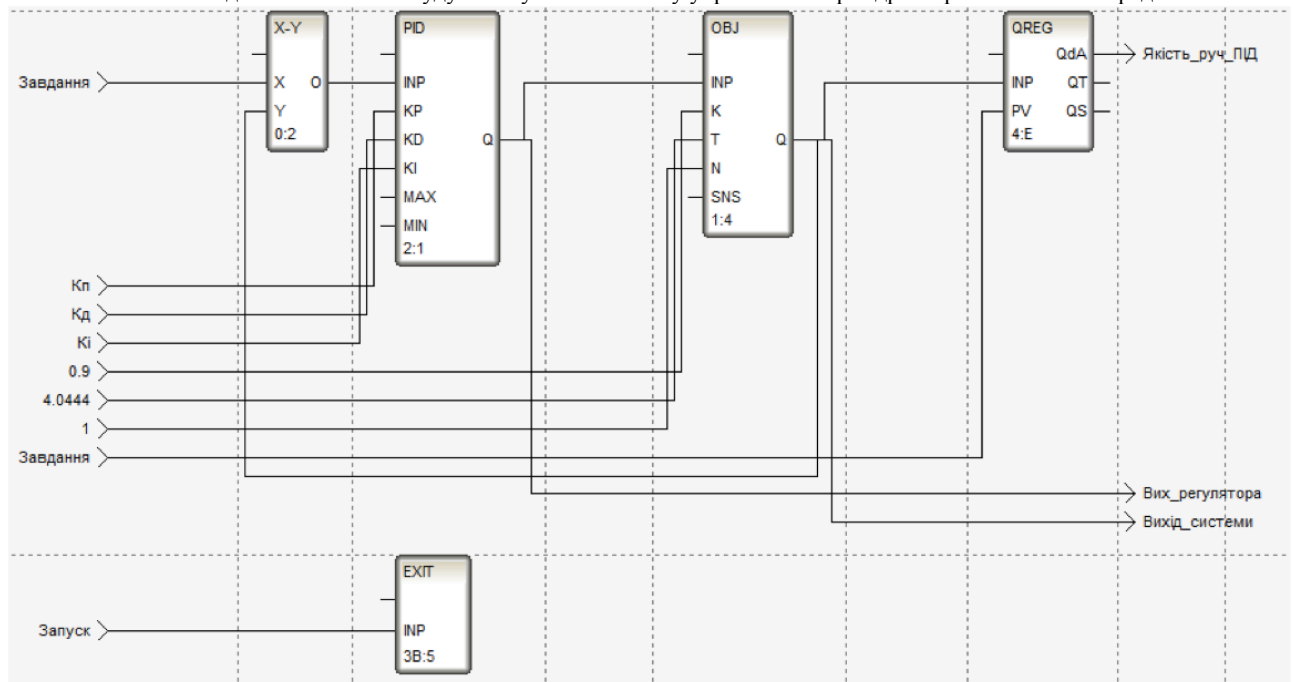 X-Y
PID
OBJ
QREG
QdA
Якість_руч_ПІД
Завдання
X
O
INP
INP
INP
QT
Y
KP
K
PV
QS
0:2
KD
Q
T
Q
4:E
KI
N
MAX
SNS
MIN
1:4
2:1
Кп
Кд
Кі
0.9
4.0444
1
Завдання
Вих_регулятора
Вихід_системи
EXIT
Запуск
INP
3B:5